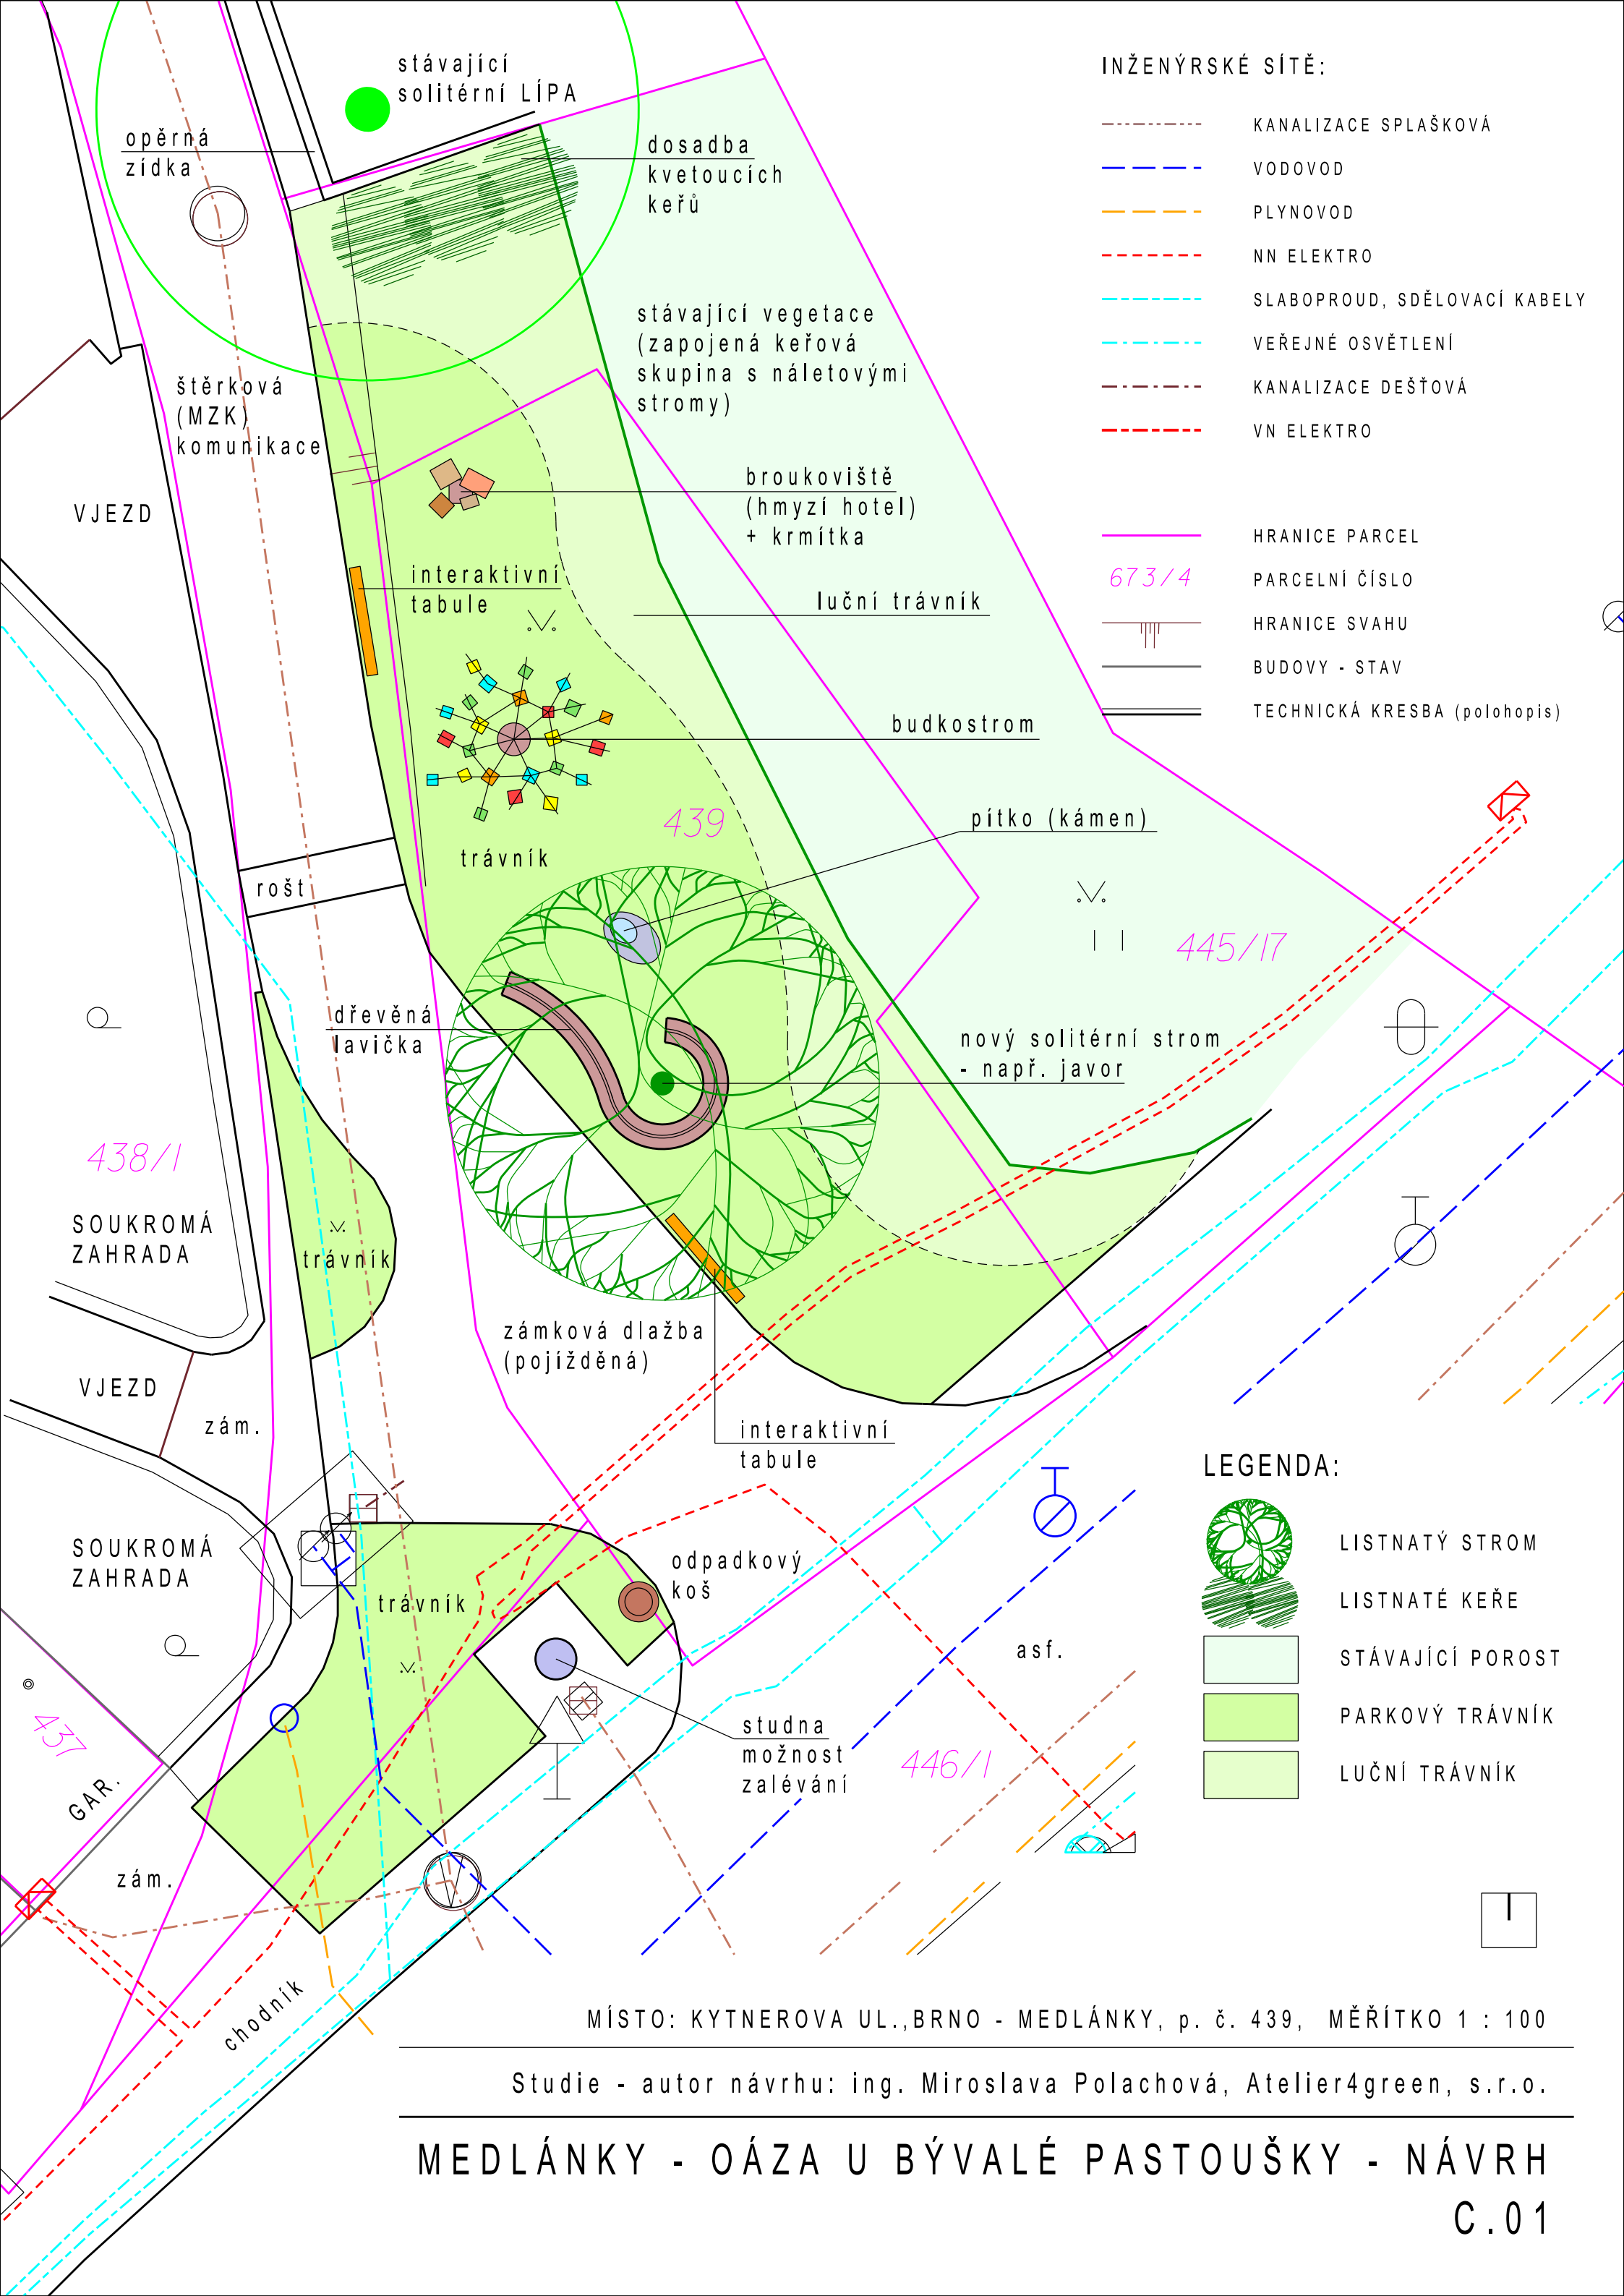 stávající
solitérní LÍPA
opěrná
zídka
dosadba
kvetoucích
keřů
stávající vegetace
(zapojená keřová
skupina s náletovými
stromy)
štěrková
(MZK)
komunikace
VJEZD
broukoviště
(hmyzí hotel)
+ krmítka
interaktivní
tabule
luční trávník
budkostrom
439
pítko (kámen)
trávník
rošt
445/17
dřevěná
lavička
nový solitérní strom
- např. javor
438/1
SOUKROMÁ
ZAHRADA
trávník
zámková dlažba
(pojížděná)
VJEZD
zám.
interaktivní
tabule
SOUKROMÁ
ZAHRADA
odpadkový
koš
trávník
asf.
studna
možnost
zalévání
446/1
437
GAR.
zám.
chodník
INŽENÝRSKÉ SÍTĚ:
KANALIZACE SPLAŠKOVÁ
VODOVOD
PLYNOVOD
NN ELEKTRO
SLABOPROUD, SDĚLOVACÍ KABELY
VEŘEJNÉ OSVĚTLENÍ
KANALIZACE DEŠŤOVÁ
VN ELEKTRO
HRANICE PARCEL
673/4 PARCELNÍ ČÍSLO
HRANICE SVAHU
BUDOVY - STAV
TECHNICKÁ KRESBA (polohopis)
LEGENDA:
LISTNATÝ STROM
LISTNATÉ KEŘE
STÁVAJÍCÍ POROST
PARKOVÝ TRÁVNÍK
LUČNÍ TRÁVNÍK
MÍSTO: KYTNEROVA UL.,BRNO - MEDLÁNKY, p. č. 439, MĚŘÍTKO 1 : 100
Studie - autor návrhu: ing. Miroslava Polachová, Atelier4green, s.r.o.
MEDLÁNKY - OÁZA U BÝVALÉ PASTOUŠKY - NÁVRH
C.01